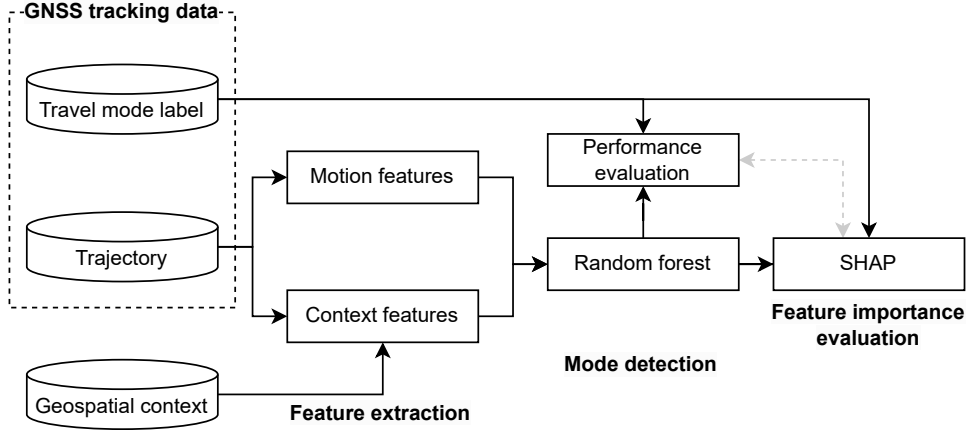 GNSS tracking data
Travel mode label
Performance
evaluation
Motion features
Trajectory
Random forest
SHAP
Context features
Feature importance
evaluation
Mode detection
Geospatial context
Feature extraction